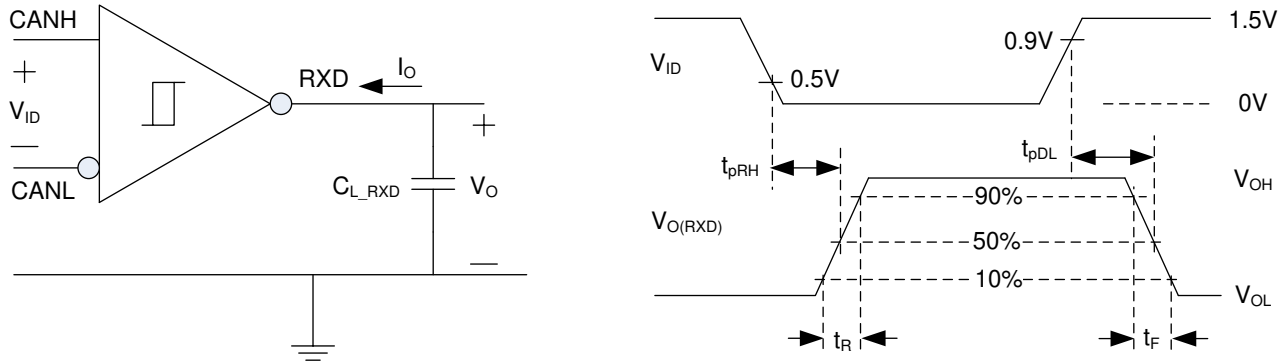 CANH
+
V_ID
—
CANL
RXD
I_O
+
C_L_RXD
V_O
—
V_ID
0.5V
0.9V
1.5V
0V
t_pRH
t_pDL
V_O(RXD)
90%
50%
10%
V_OH
V_OL
t_R
t_F